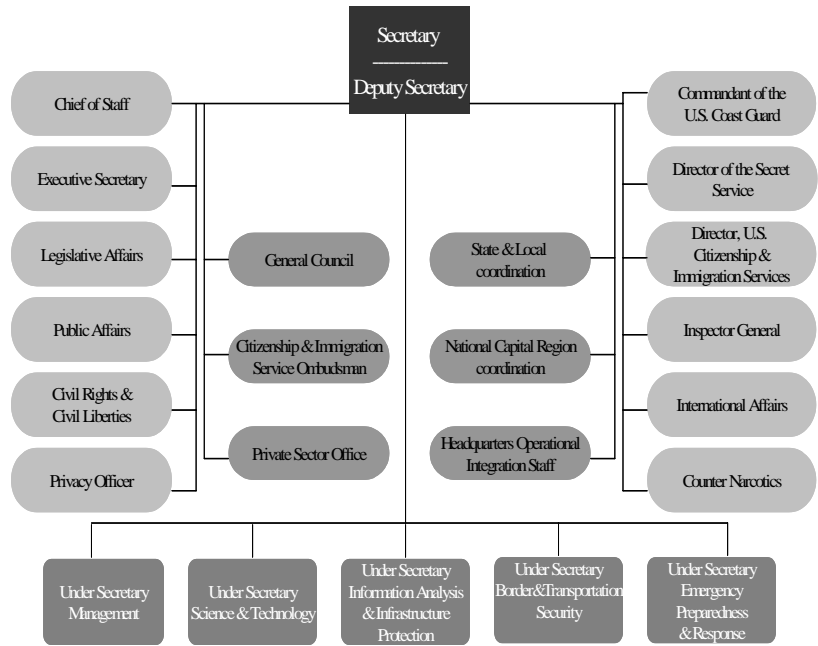 Secretary
--------------
Deputy Secretary
Chief of Staff
Executive Secretary
Legislative Affairs
Public Affairs
Civil Rights &
Civil Liberties
Privacy Officer
General Council
Citizenship & Immigration
Service Ombudsman
Private Sector Office
State & Local
coordination
National Capital Region
coordination
Headquarters Operational
Integration Staff
Commandant of the
U.S. Coast Guard
Director of the Secret
Service
Director, U.S.
Citizenship &
Immigration Services
Inspector General
International Affairs
Counter Narcotics
Under Secretary
Management
Under Secretary
Science & Technology
Under Secretary
Information Analysis
& Infrastructure
Protection
Under Secretary
Border&Transportation
Security
Under Secretary
Emergency
Preparedness
& Response